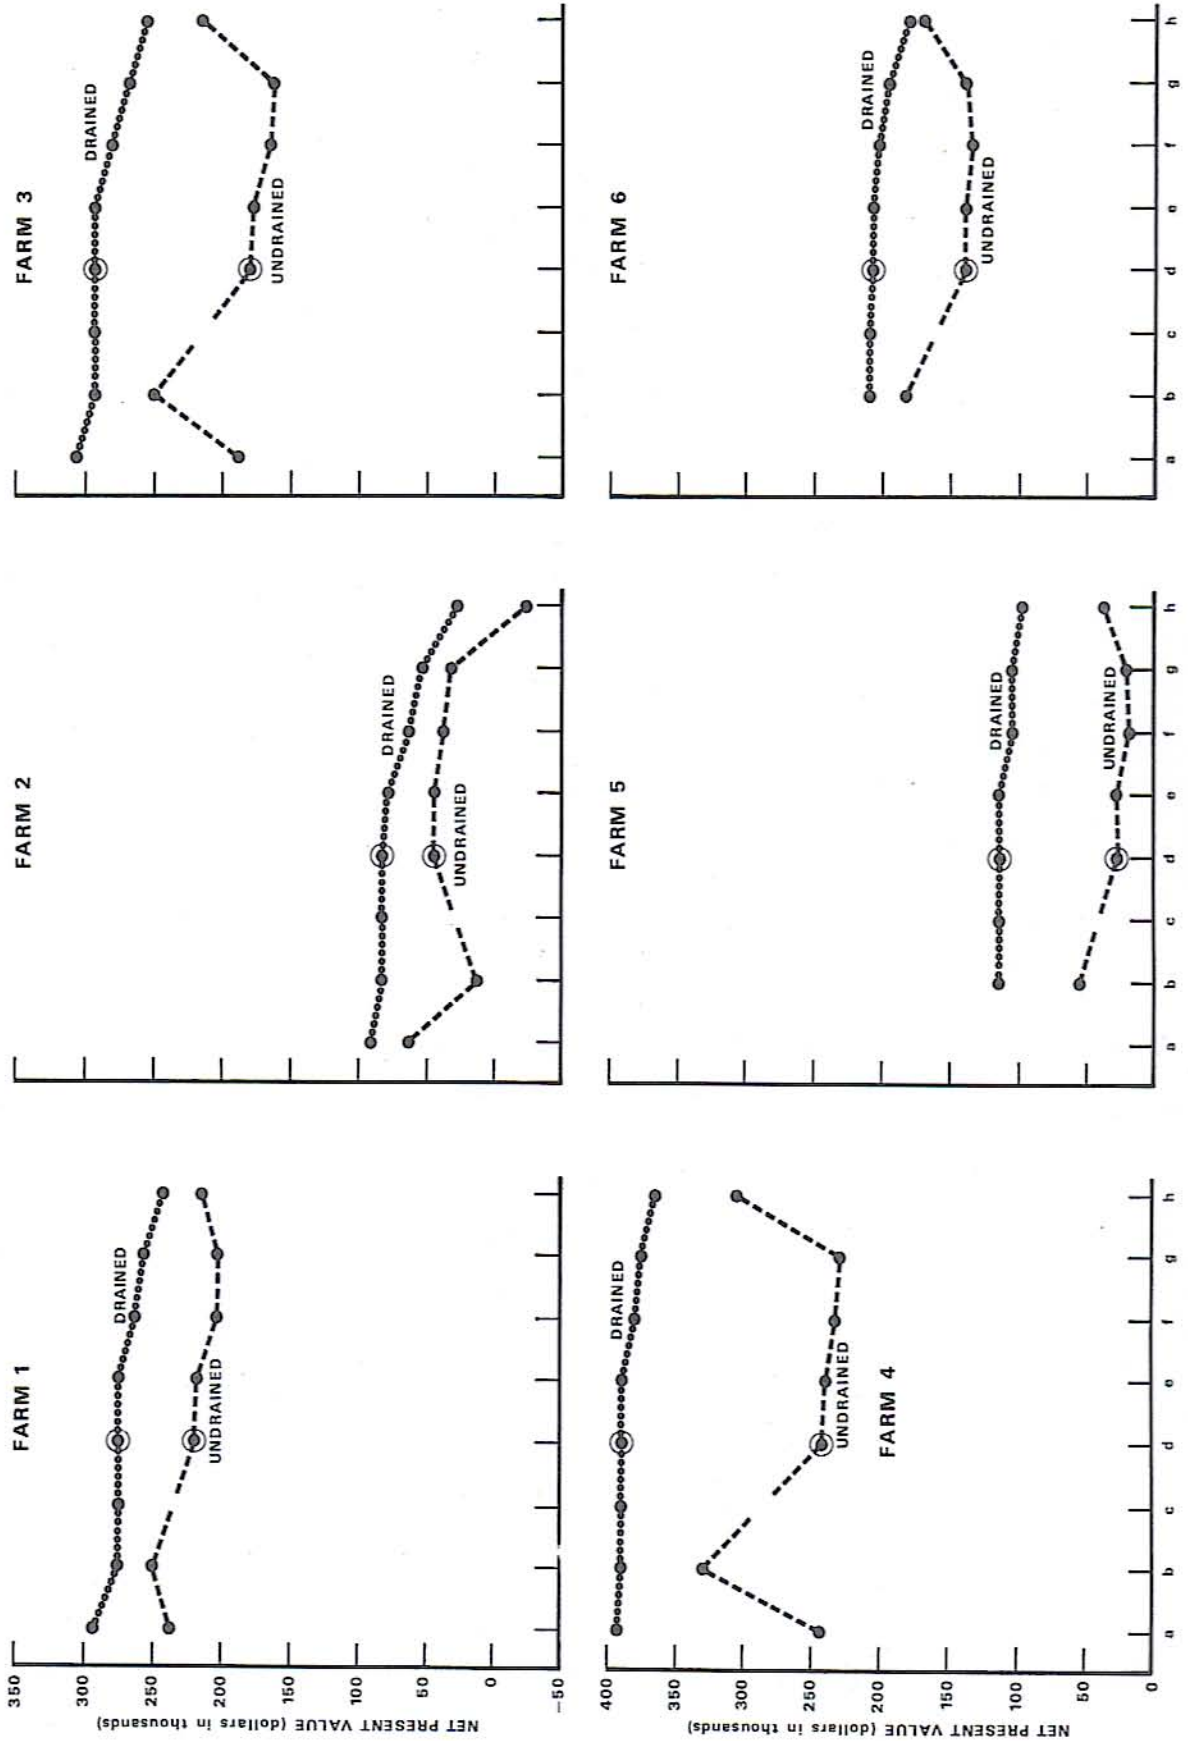 FARM 1
FARM 2
FARM 3
350
300
250
200
150
100
50
0
-50
NET PRESENT VALUE (dollars in thousands)
DRAINED
UNDRAINED
DRAINED
UNDRAINED
DRAINED
UNDRAINED
FARM 4
FARM 5
FARM 6
400
350
300
250
200
150
100
50
0
NET PRESENT VALUE (dollars in thousands)
DRAINED
UNDRAINED
DRAINED
UNDRAINED
DRAINED
UNDRAINED
a b c d e f g h
a b c d e f g h
a b c d e f g h